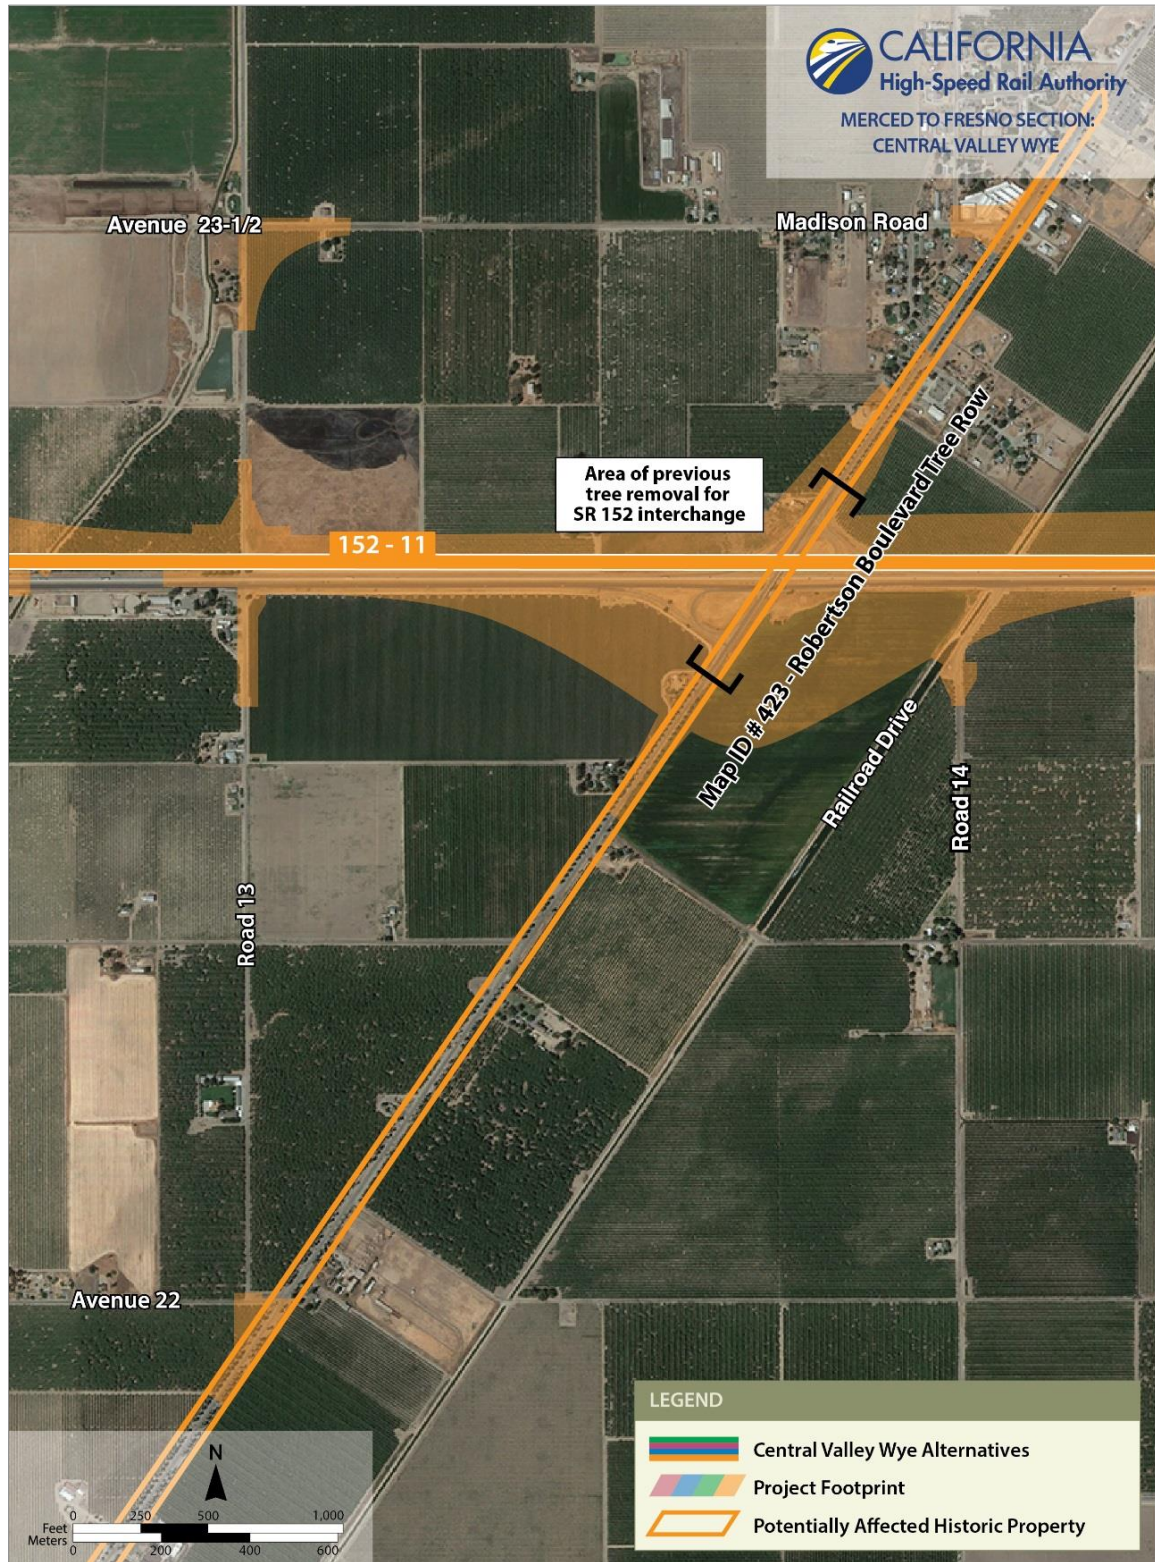 CALIFORNIA
High-Speed Rail Authority
MERCED TO FRESNO SECTION:
CENTRAL VALLEY WYE
Avenue 23-1/2
Madison Road
Area of previous
tree removal for
SR 152 interchange
152 - 11
Map ID # 423 - Robertson Boulevard Tree Row
Railroad Drive
Road 14
Road 13
Avenue 22
LEGEND
Central Valley Wye Alternatives
Project Footprint
Potentially Affected Historic Property
N
0 250 500 1,000
Feet
Meters
0 200 400 600